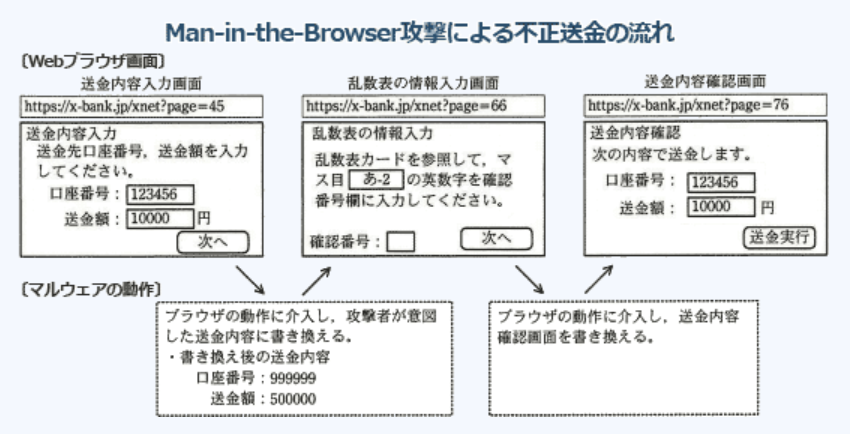 Man-in-the-Browser攻撃による不正送金の流れ
〔Webブラウザ画面〕
送金内容入力画面
https://x-bank.jp/xnet?page=45
送金内容入力
送金先口座番号，送金額を入力
してください。
口座番号：123456
送金額：10000 円
次へ
乱数表の情報入力画面
https://x-bank.jp/xnet?page=66
乱数表の情報入力
乱数表カードを参照して，マ
ス目 あ-2 の英数字を確認
番号欄に入力してください。
確認番号：
次へ
送金内容確認画面
https://x-bank.jp/xnet?page=76
送金内容確認
次の内容で送金します。
口座番号：123456
送金額：10000 円
送金実行
〔マルウェアの動作〕
ブラウザの動作に介入し，攻撃者が意図
した送金内容に書き換える。
・書き換え後の送金内容
口座番号：999999
送金額：500000
ブラウザの動作に介入し，送金内容
確認画面を書き換える。